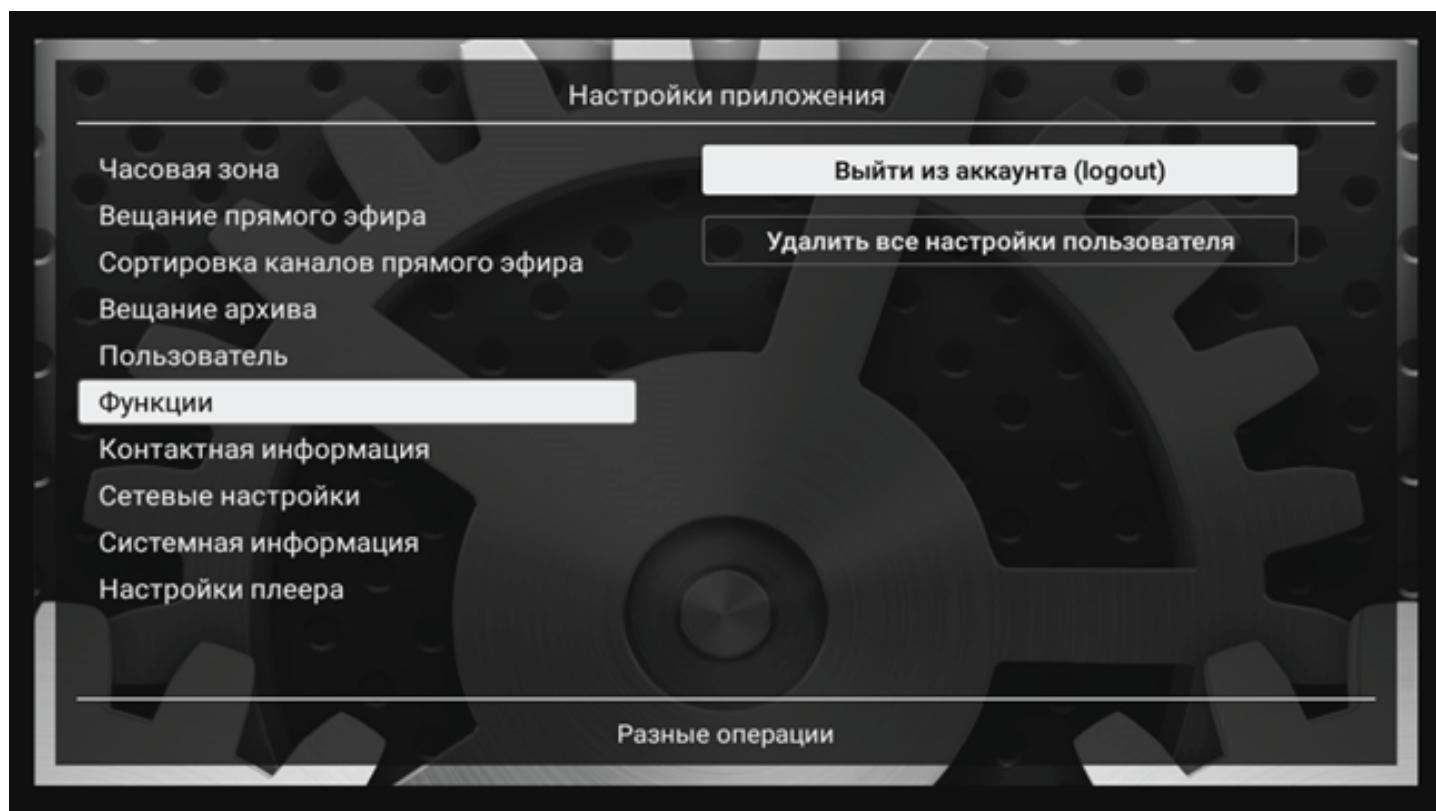 Настройки приложения
Часовая зона
Вещание прямого эфира
Сортировка каналов прямого эфира
Вещание архива
Пользователь
Функции
Контактная информация
Сетевые настройки
Системная информация
Настройки плеера
Выйти из аккаунта (logout)
Удалить все настройки пользователя
Разные операции